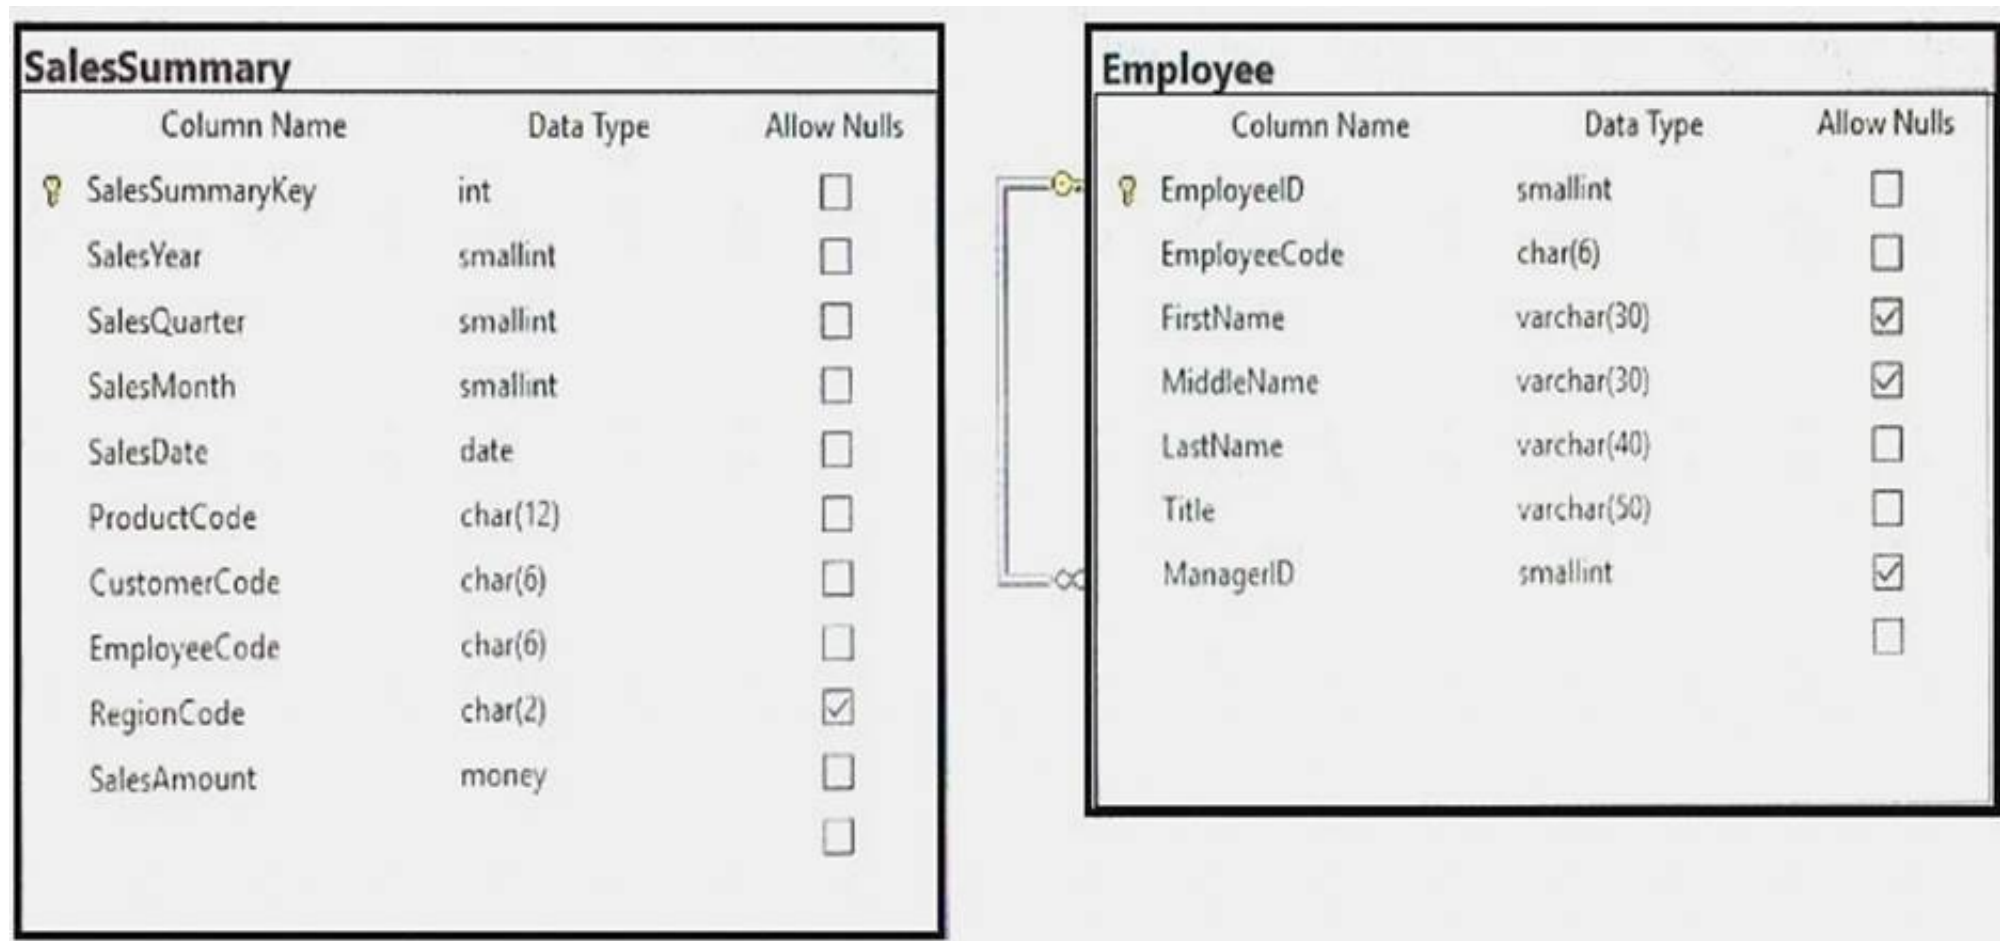 SalesSummary
Column Name Data Type Allow Nulls
SalesSummaryKey int
SalesYear smallint
SalesQuarter smallint
SalesMonth smallint
SalesDate date
ProductCode char(12)
CustomerCode char(6)
EmployeeCode char(6)
RegionCode char(2)
SalesAmount money
Employee
Column Name Data Type Allow Nulls
EmployeeID smallint
EmployeeCode char(6)
FirstName varchar(30)
MiddleName varchar(30)
LastName varchar(40)
Title varchar(50)
ManagerID smallint